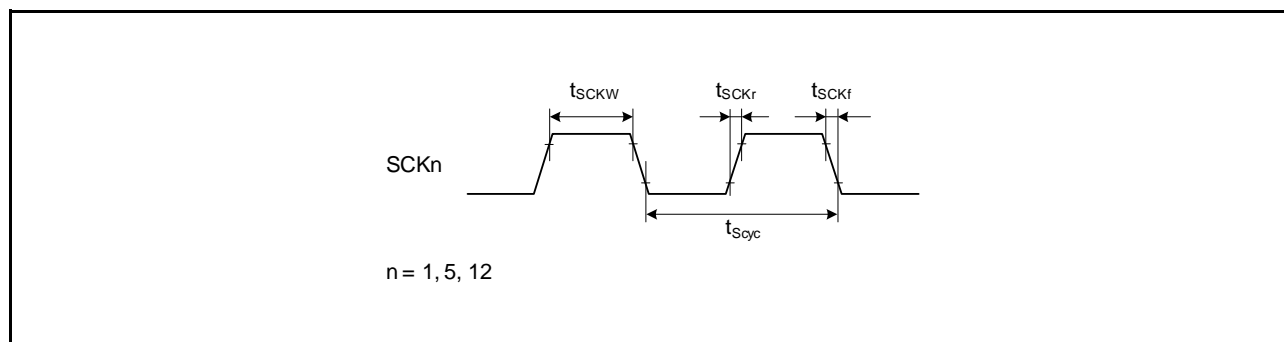 tSCKW
tSCKr
tSCKf
SCKn
tScyc
n = 1, 5, 12